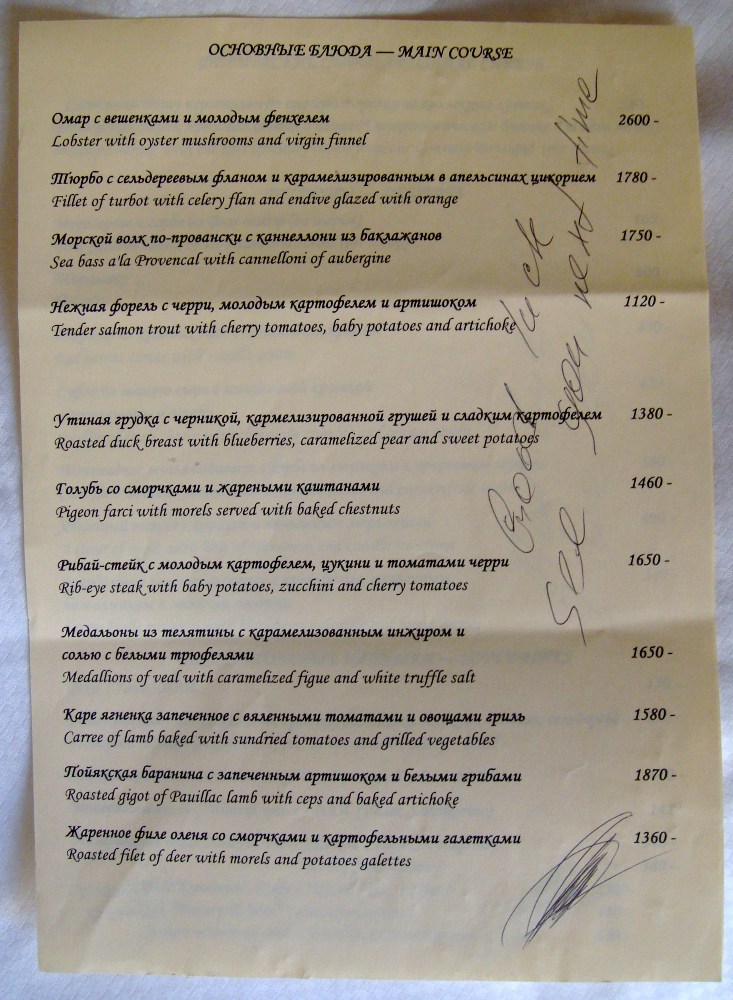 ОСНОВНЫЕ БЛЮДА — MAIN COURSE
Омар с вешенками и молодым фенхелем 2600 -
Lobster with oyster mushrooms and virgin finnel
Тюрбо с сельдереевым фланом и карамелизированным в апельсинах цикорием 1780 -
Fillet of turbot with celery flan and endive glazed with orange
Морской волк по-провански с каннеллони из баклажанов 1750 -
Sea bass a'la Provencal with cannelloni of aubergine
Нежная форель с черри, молодым картофелем и артишоком 1120 -
Tender salmon trout with cherry tomatoes, baby potatoes and artichoke
Утиная грудка с черникой, кармелизированной грушей и сладким картофелем 1380 -
Roasted duck breast with blueberries, caramelized pear and sweet potatoes
Голубь со сморчками и жареными каштанами 1460 -
Pigeon farci with morels served with baked chestnuts
Рибай-стейк с молодым картофелем, цукини и томатами черри 1650 -
Rib-eye steak with baby potatoes, zucchini and cherry tomatoes
Медальоны из телятины с карамелизованным инжиром и
солью с белыми трюфелями 1650 -
Medallions of veal with caramelized figue and white truffle salt
Каре ягненка запеченное с вяленными томатами и овощами гриль 1580 -
Carree of lamb baked with sundried tomatoes and grilled vegetables
Пойякская баранина с запеченным артишоком и белыми грибами 1870 -
Roasted gigot of Pauillac lamb with ceps and baked artichoke
Жаренное филе оленя со сморчками и картофельными галетками 1360 -
Roasted filet of deer with morels and potatoes galettes
Good luck
See you next time